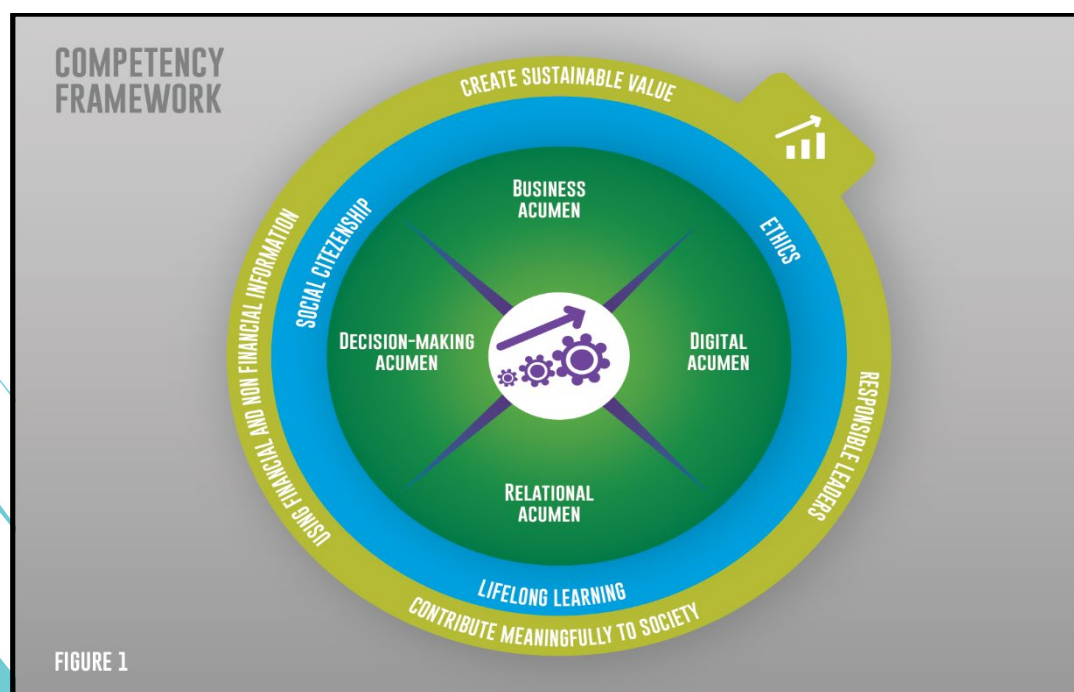 COMPETENCY
FRAMEWORK
CREATE SUSTAINABLE VALUE
BUSINESS
ACUMEN
SOCIAL CITEZENSHIP
ETHICS
USING FINANCIAL AND NON FINANCIAL INFORMATION
DECISION-MAKING
ACUMEN
DIGITAL
ACUMEN
RESPONSIBLE LEADERS
RELATIONAL
ACUMEN
LIFELONG LEARNING
CONTRIBUTE MEANINGFULLY TO SOCIETY
FIGURE 1